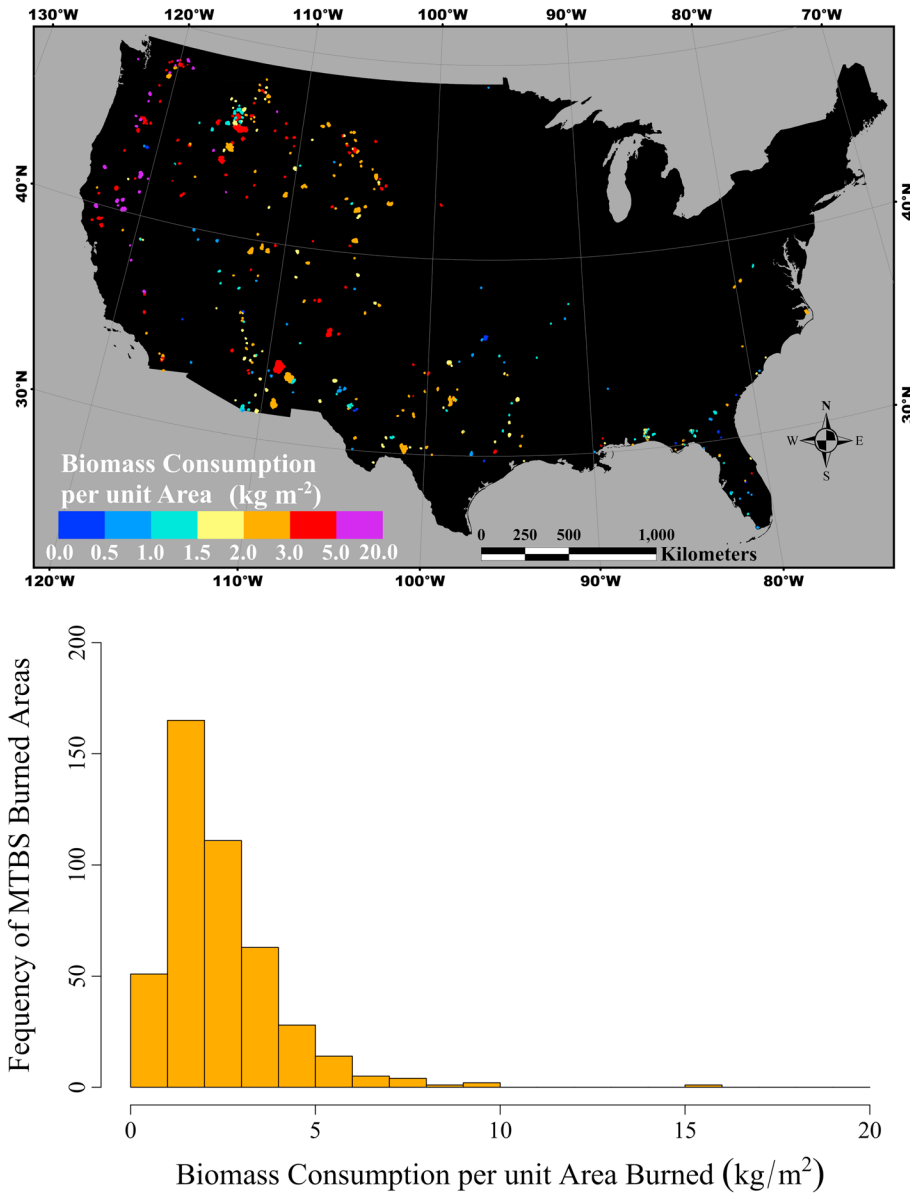 130°W 120°W 110°W 100°W 90°W 80°W 70°W
40°N
40°N
30°N
30°N
N
W E
S
Biomass Consumption
per unit Area (kg m-2)
0.0 0.5 1.0 1.5 2.0 3.0 5.0 20.0
0 250 500 1,000
Kilometers
120°W 110°W 100°W 90°W 80°W
Fequency of MTBS Burned Areas
200
150
100
50
0
0 5 10 15 20
Biomass Consumption per unit Area Burned (kg/m2)